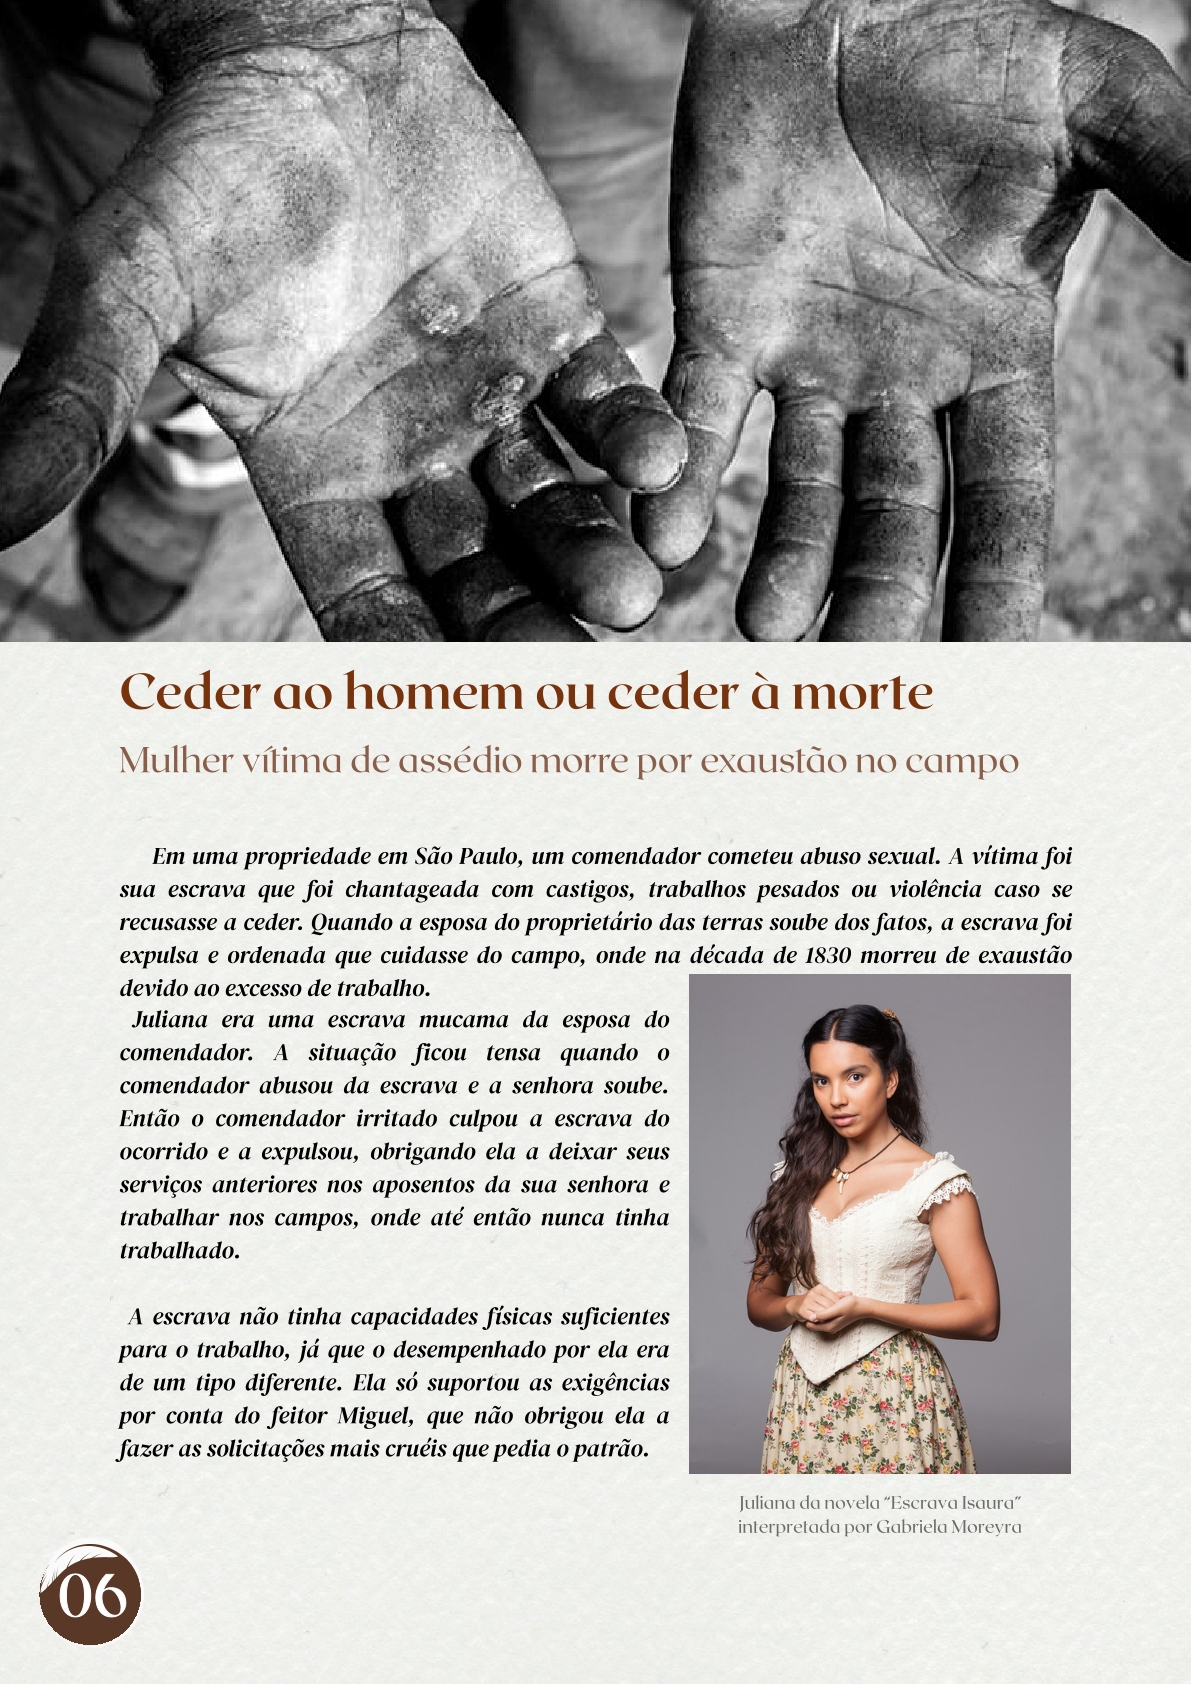 Ceder ao homem ou ceder à morte
Mulher vítima de assédio morre por exaustão no campo
Em uma propriedade em São Paulo, um comendador cometeu abuso sexual. A vítima foi
sua escrava que foi chantageada com castigos, trabalhos pesados ou violência caso se
recusasse a ceder. Quando a esposa do proprietário das terras soube dos fatos, a escrava foi
expulsa e ordenada que cuidasse do campo, onde na década de 1830 morreu de exaustão
devido ao excesso de trabalho.
Juliana era uma escrava mucama da esposa do
comendador. A situação ficou tensa quando o
comendador abusou da escrava e a senhora soube.
Então o comendador irritado culpou a escrava do
ocorrido e a expulsou, obrigando ela a deixar seus
serviços anteriores nos aposentos da sua senhora e
trabalhar nos campos, onde até então nunca tinha
trabalhado.
A escrava não tinha capacidades físicas suficientes
para o trabalho, já que o desempenhado por ela era
de um tipo diferente. Ela só suportou as exigências
por conta do feitor Miguel, que não obrigou ela a
fazer as solicitações mais cruéis que pedia o patrão.
Juliana da novela “Escrava Isaura”
interpretada por Gabriela Moreyra
06